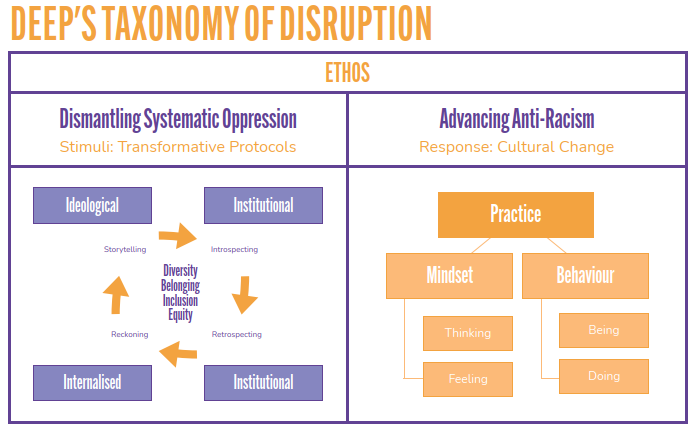 DEEP'S TAXONOMY OF DISRUPTION
ETHOS
Dismantling Systematic Oppression
Stimuli: Transformative Protocols
Ideological
Institutional
Storytelling
Introspecting
Diversity
Belonging
Inclusion
Equity
Reckoning
Retrospecting
Internalised
Institutional
Advancing Anti-Racism
Response: Cultural Change
Practice
Mindset
Behaviour
Thinking
Feeling
Being
Doing